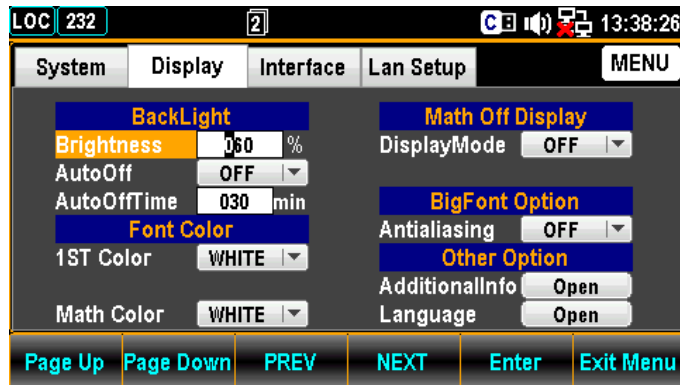 LOC 232 2 C 13:38:26
System Display Interface Lan Setup MENU
BackLight
Brightness 060 %
AutoOff OFF
AutoOffTime 030 min
Font Color
1ST Color WHITE
Math Color WHITE
Math Off Display
DisplayMode OFF
BigFont Option
Antialiasing OFF
Other Option
AdditionalInfo Open
Language Open
Page Up Page Down PREV NEXT Enter Exit Menu